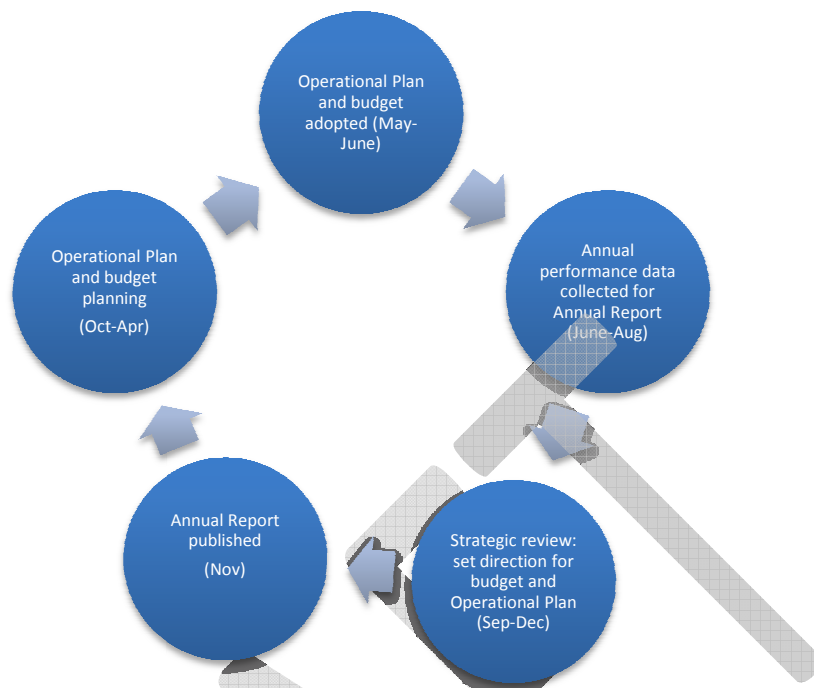 Operational Plan
and budget
adopted (May-
June)
Annual
performance data
collected for
Annual Report
(June-Aug)
Strategic review:
set direction for
budget and
Operational Plan
(Sep-Dec)
Annual Report
published
(Nov)
Operational Plan
and budget
planning
(Oct-Apr)